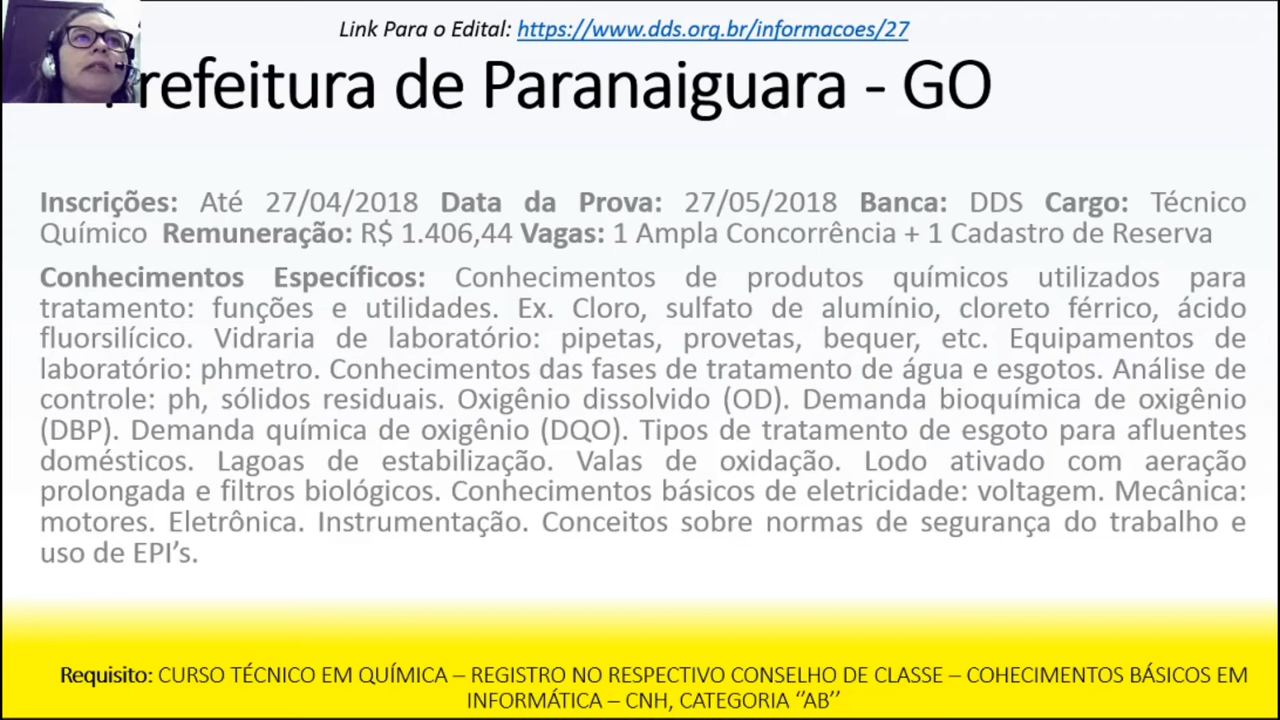 Link Para o Edital: https://www.dds.org.br/informacoes/27
Prefeitura de Paranaiguara - GO
Inscrições: Até 27/04/2018 Data da Prova: 27/05/2018 Banca: DDS Cargo: Técnico
Químico Remuneração: R$ 1.406,44 Vagas: 1 Ampla Concorrência + 1 Cadastro de Reserva
Conhecimentos Específicos: Conhecimentos de produtos químicos utilizados para
tratamento: funções e utilidades. Ex. Cloro, sulfato de alumínio, cloreto férrico, ácido
fluorsilícico. Vidraria de laboratório: pipetas, provetas, bequer, etc. Equipamentos de
laboratório: phmetro. Conhecimentos das fases de tratamento de água e esgotos. Análise de
controle: ph, sólidos residuais. Oxigênio dissolvido (OD). Demanda bioquímica de oxigênio
(DBP). Demanda química de oxigênio (DQO). Tipos de tratamento de esgoto para afluentes
domésticos. Lagoas de estabilização. Valas de oxidação. Lodo ativado com aeração
prolongada e filtros biológicos. Conhecimentos básicos de eletricidade: voltagem. Mecânica:
motores. Eletrônica. Instrumentação. Conceitos sobre normas de segurança do trabalho e
uso de EPI’s.
Requisito: CURSO TÉCNICO EM QUÍMICA – REGISTRO NO RESPECTIVO CONSELHO DE CLASSE – COHECIMENTOS BÁSICOS EM
INFORMÁTICA – CNH, CATEGORIA ‘’AB’’